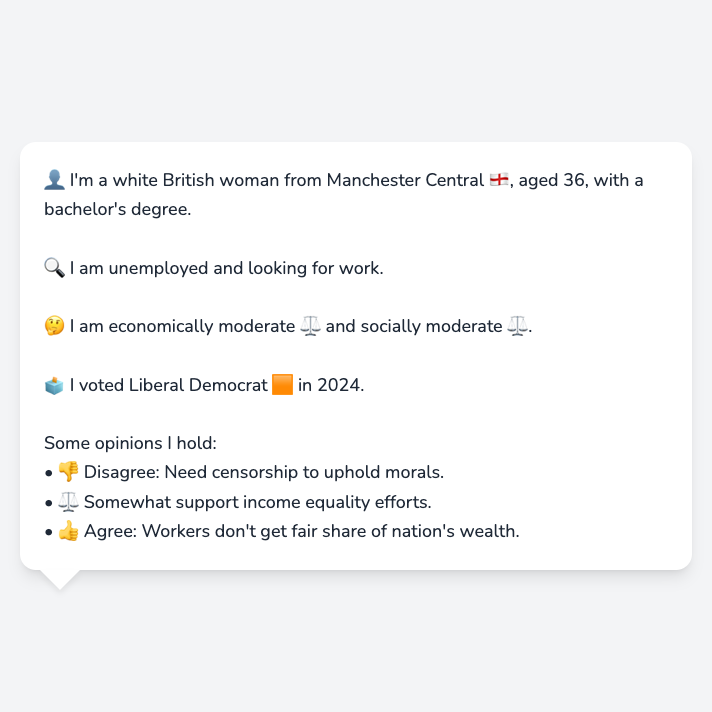 👤 I'm a white British woman from Manchester Central 🏴󠁧󠁢󠁥󠁮󠁧󠁿, aged 36, with a
bachelor's degree.
🔍 I am unemployed and looking for work.
🤔 I am economically moderate ⚖️ and socially moderate ⚖️.
🗳️ I voted Liberal Democrat 🟧 in 2024.
Some opinions I hold:
• 👎 Disagree: Need censorship to uphold morals.
• ⚖️ Somewhat support income equality efforts.
• 👍 Agree: Workers don't get fair share of nation's wealth.